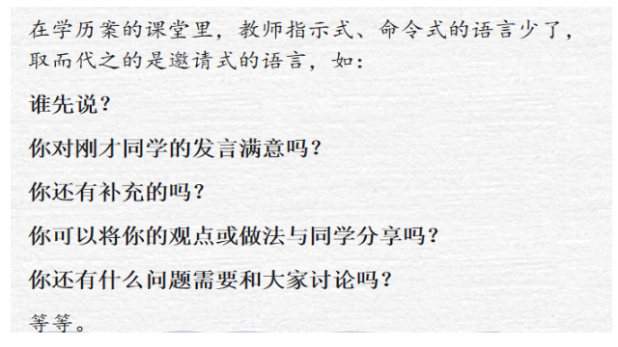 在学历案的课堂里，教师指示式、命令式的语言少了，
取而代之的是邀请式的语言，如：
谁先说？
你对刚才同学的发言满意吗？
你还有补充的吗？
你可以将你的观点或做法与同学分享吗？
你还有什么问题需要和大家讨论吗？
等等。